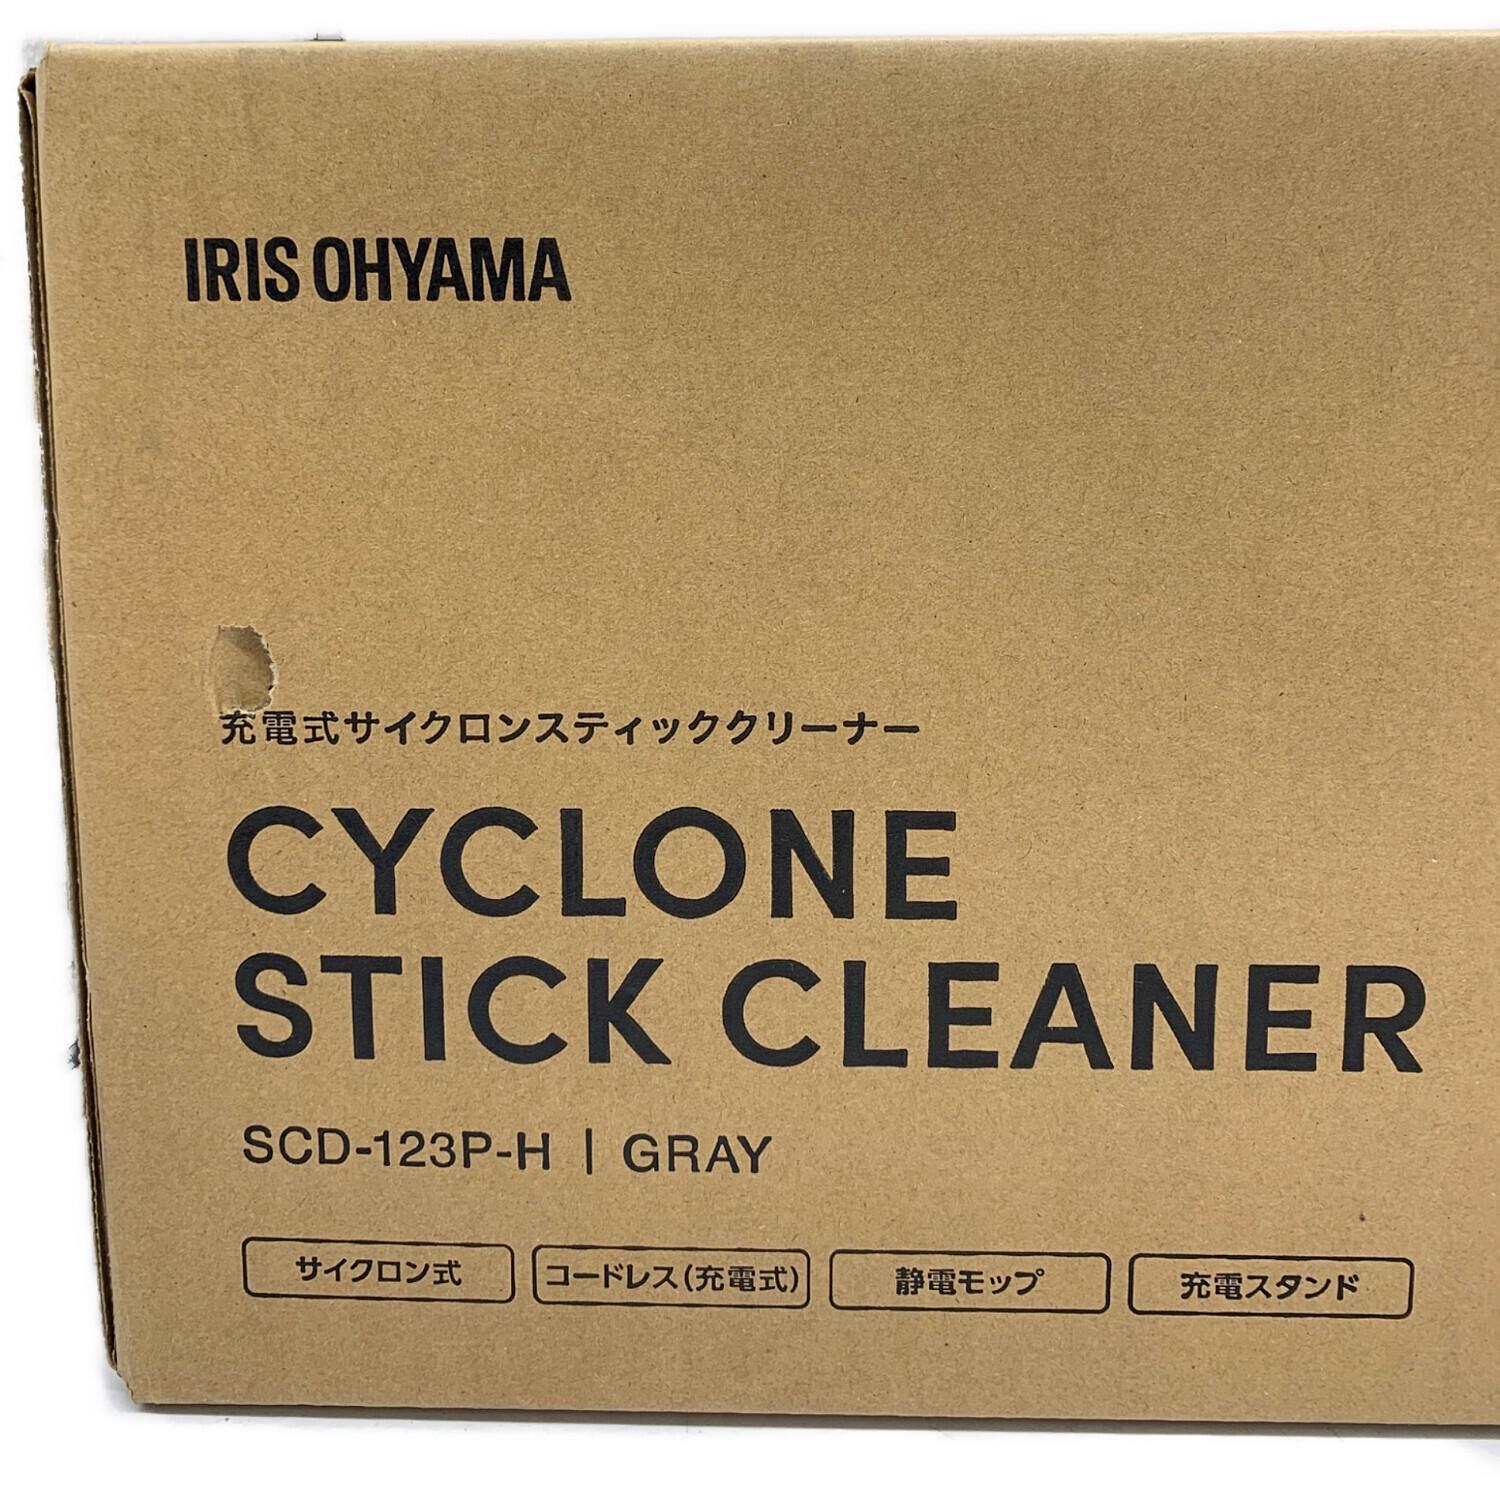 IRIS OHYAMA
充電式サイクロンスティッククリーナー
CYCLONE
STICK CLEANER
SCD-123P-H | GRAY
サイクロン式 コードレス(充電式) 静電モップ 充電スタンド